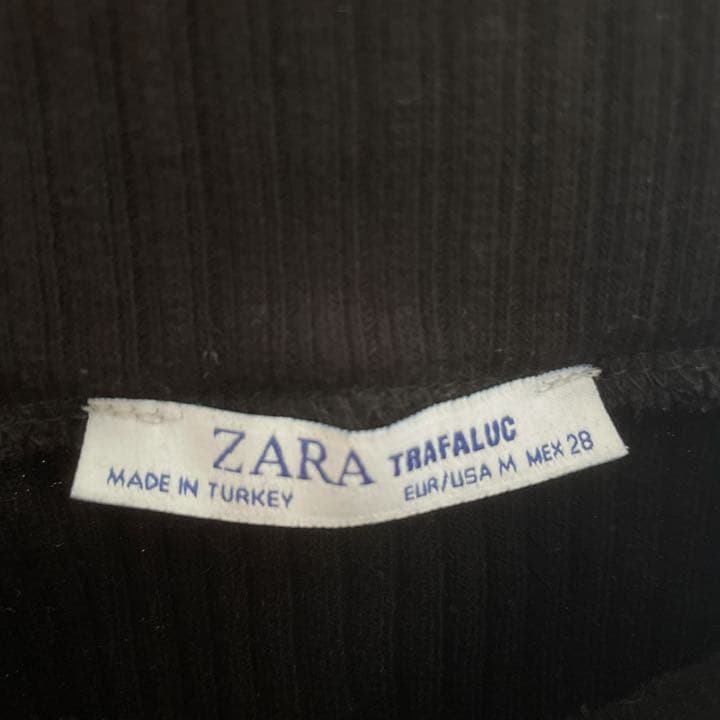 ZARA TRAFALUC
MADE IN TURKEY EUR/USA M MEX 28